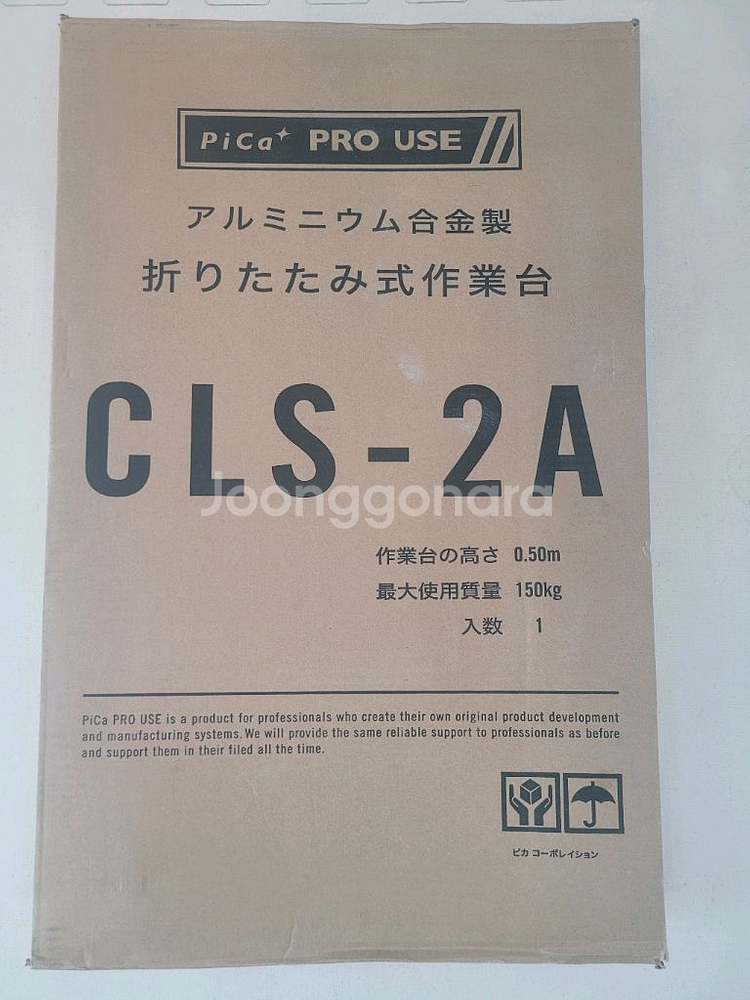 PiCa PRO USE
アルミニウム合金製
折りたたみ式作業台
CLS-2A
Joonggonara
作業台の高さ 0.50m
最大使用質量 150kg
入数 1
PiCa PRO USE is a product for professionals who create their own original product development
and manufacturing systems. We will provide the same reliable support to professionals as before
and support them in their filed all the time.
ピカ コーポレイション